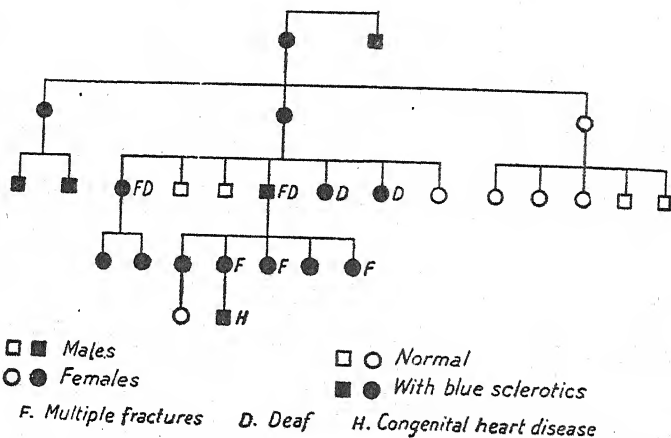 FD FD D D
F F F
H
Males Normal
Females With blue sclerotics
F. Multiple fractures D. Deaf H. Congenital heart disease